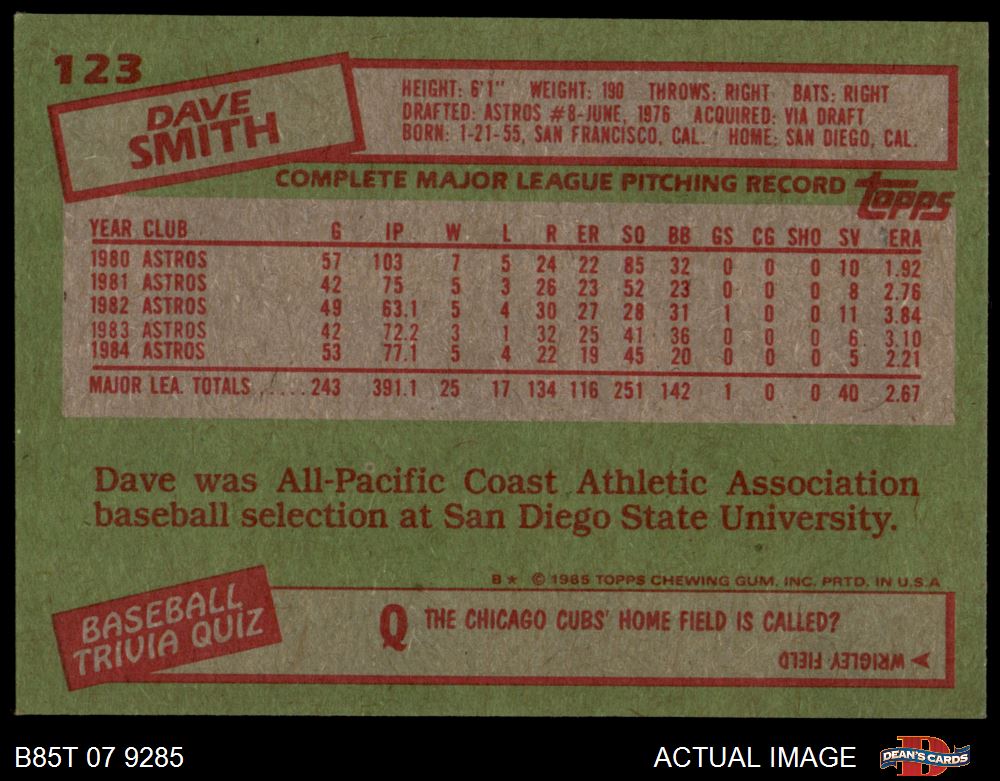 123
DAVE
SMITH
HEIGHT: 6'1" WEIGHT: 190 THROWS: RIGHT BATS: RIGHT
DRAFTED: ASTROS #8-JUNE, 1976 ACQUIRED: VIA DRAFT
BORN: 1-21-55, SAN FRANCISCO, CAL. HOME: SAN DIEGO, CAL.
COMPLETE MAJOR LEAGUE PITCHING RECORD topps
YEAR CLUB G IP W L R ER SO BB GS CG SHO SV ERA
1980 ASTROS 57 103 7 5 24 22 85 32 0 0 0 10 1.92
1981 ASTROS 42 75 5 3 26 23 52 23 0 0 0 8 2.76
1982 ASTROS 49 63.1 5 4 30 27 28 31 1 0 0 11 3.84
1983 ASTROS 42 72.2 3 1 32 25 41 36 0 0 0 6 3.10
1984 ASTROS 53 77.1 5 4 22 19 45 20 0 0 0 5 2.21
MAJOR LEA. TOTALS .....243 391.1 25 17 134 116 251 142 1 0 0 40 2.67
Dave was All-Pacific Coast Athletic Association
baseball selection at San Diego State University.
B★ © 1985 TOPPS CHEWING GUM, INC. PRTD. IN U.S.A
BASEBALL
TRIVIA QUIZ
Q THE CHICAGO CUBS' HOME FIELD IS CALLED?
WRIGLEY FIELD
B85T 07 9285
ACTUAL IMAGE
DEAN'S CARDS